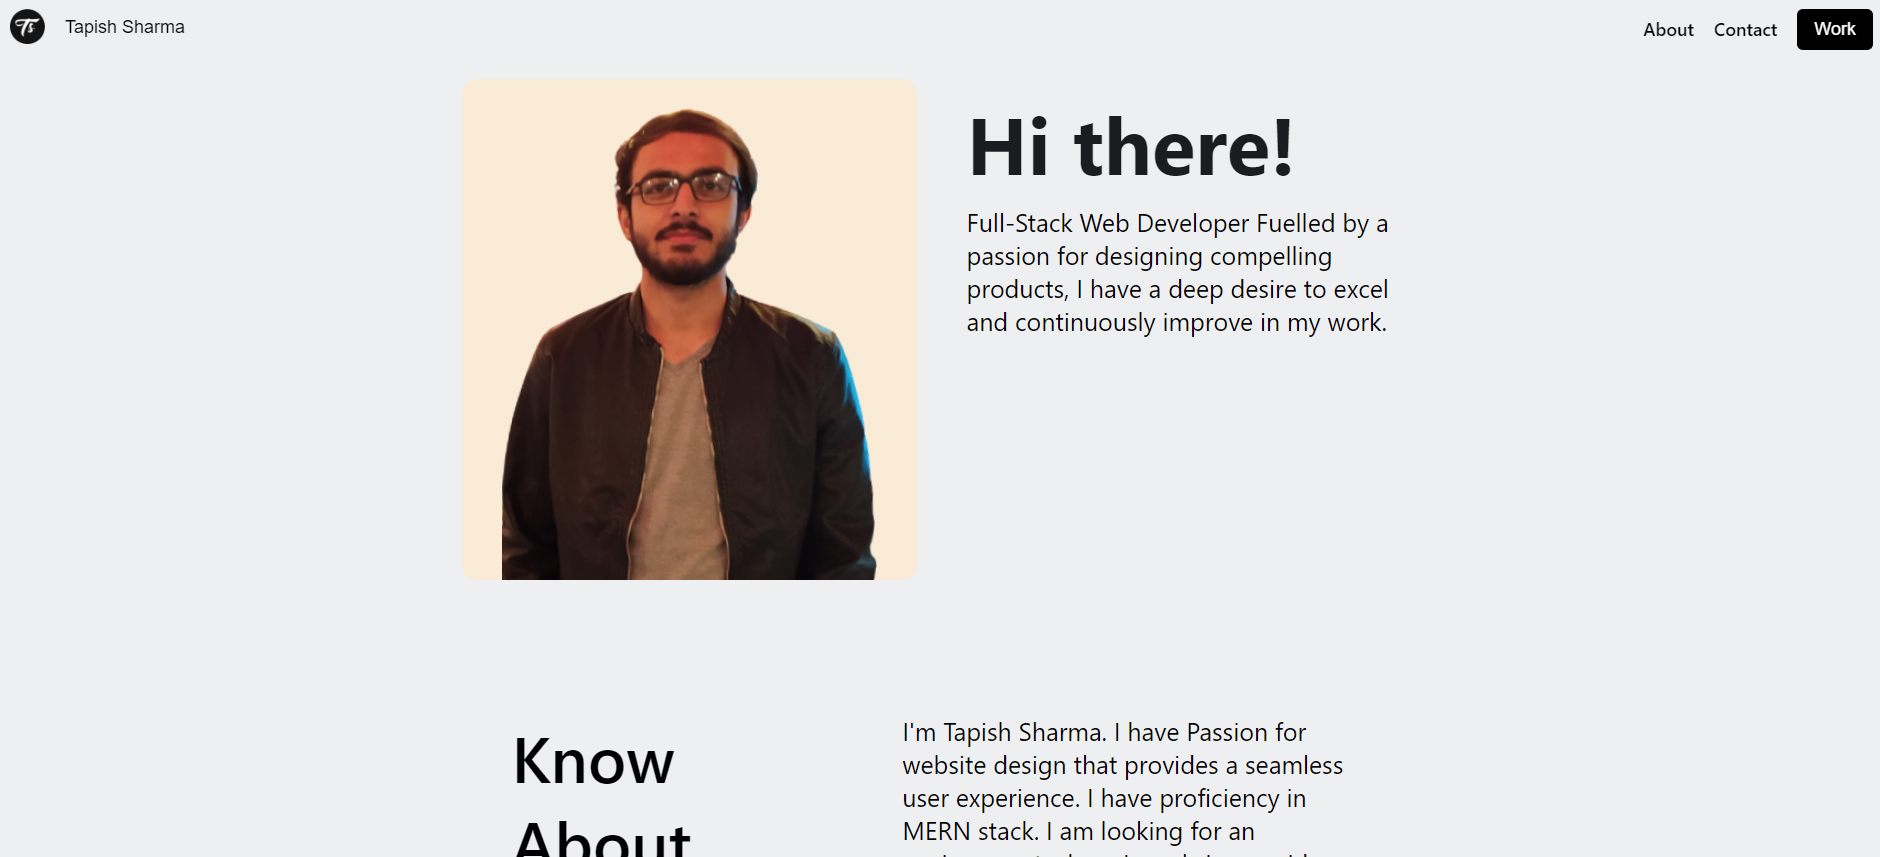 Ts
Tapish Sharma
About
Contact
Work
Hi there!
Full-Stack Web Developer Fuelled by a
passion for designing compelling
products, I have a deep desire to excel
and continuously improve in my work.
Know
About
I'm Tapish Sharma. I have Passion for
website design that provides a seamless
user experience. I have proficiency in
MERN stack. I am looking for an